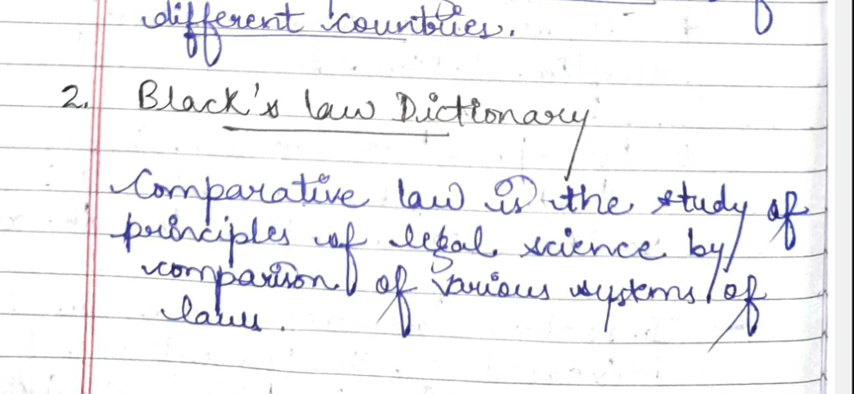 different countries.
2. Black's law Dictionary
Comparative law is the study of
principles of legal science by
comparison of various systems of
laws.